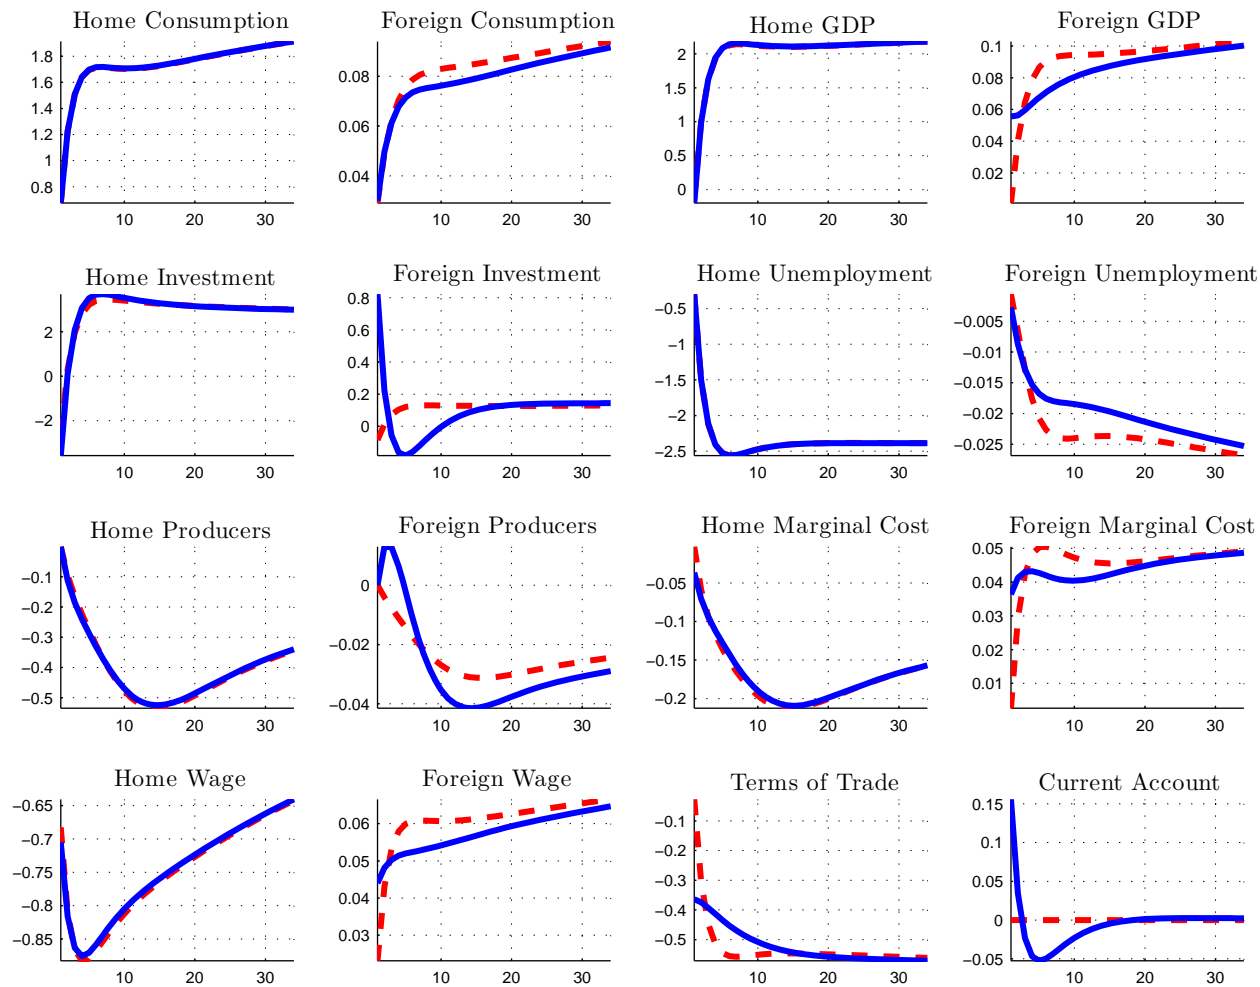 Home Consumption
1.8
1.6
1.4
1.2
1
0.8
10 20 30
Foreign Consumption
0.08
0.06
0.04
10 20 30
Home GDP
2
1.5
1
0.5
0
10 20 30
Foreign GDP
0.1
0.08
0.06
0.04
0.02
10 20 30
Home Investment
2
0
−2
10 20 30
Foreign Investment
0.8
0.6
0.4
0.2
0
10 20 30
Home Unemployment
−0.5
−1
−1.5
−2
−2.5
10 20 30
Foreign Unemployment
−0.005
−0.01
−0.015
−0.02
−0.025
10 20 30
Home Producers
−0.1
−0.2
−0.3
−0.4
−0.5
10 20 30
Foreign Producers
0
−0.02
−0.04
10 20 30
Home Marginal Cost
−0.05
−0.1
−0.15
−0.2
10 20 30
Foreign Marginal Cost
0.05
0.04
0.03
0.02
0.01
10 20 30
Home Wage
−0.65
−0.7
−0.75
−0.8
−0.85
10 20 30
Foreign Wage
0.06
0.05
0.04
0.03
10 20 30
Terms of Trade
−0.1
−0.2
−0.3
−0.4
−0.5
10 20 30
Current Account
0.15
0.1
0.05
0
−0.05
10 20 30